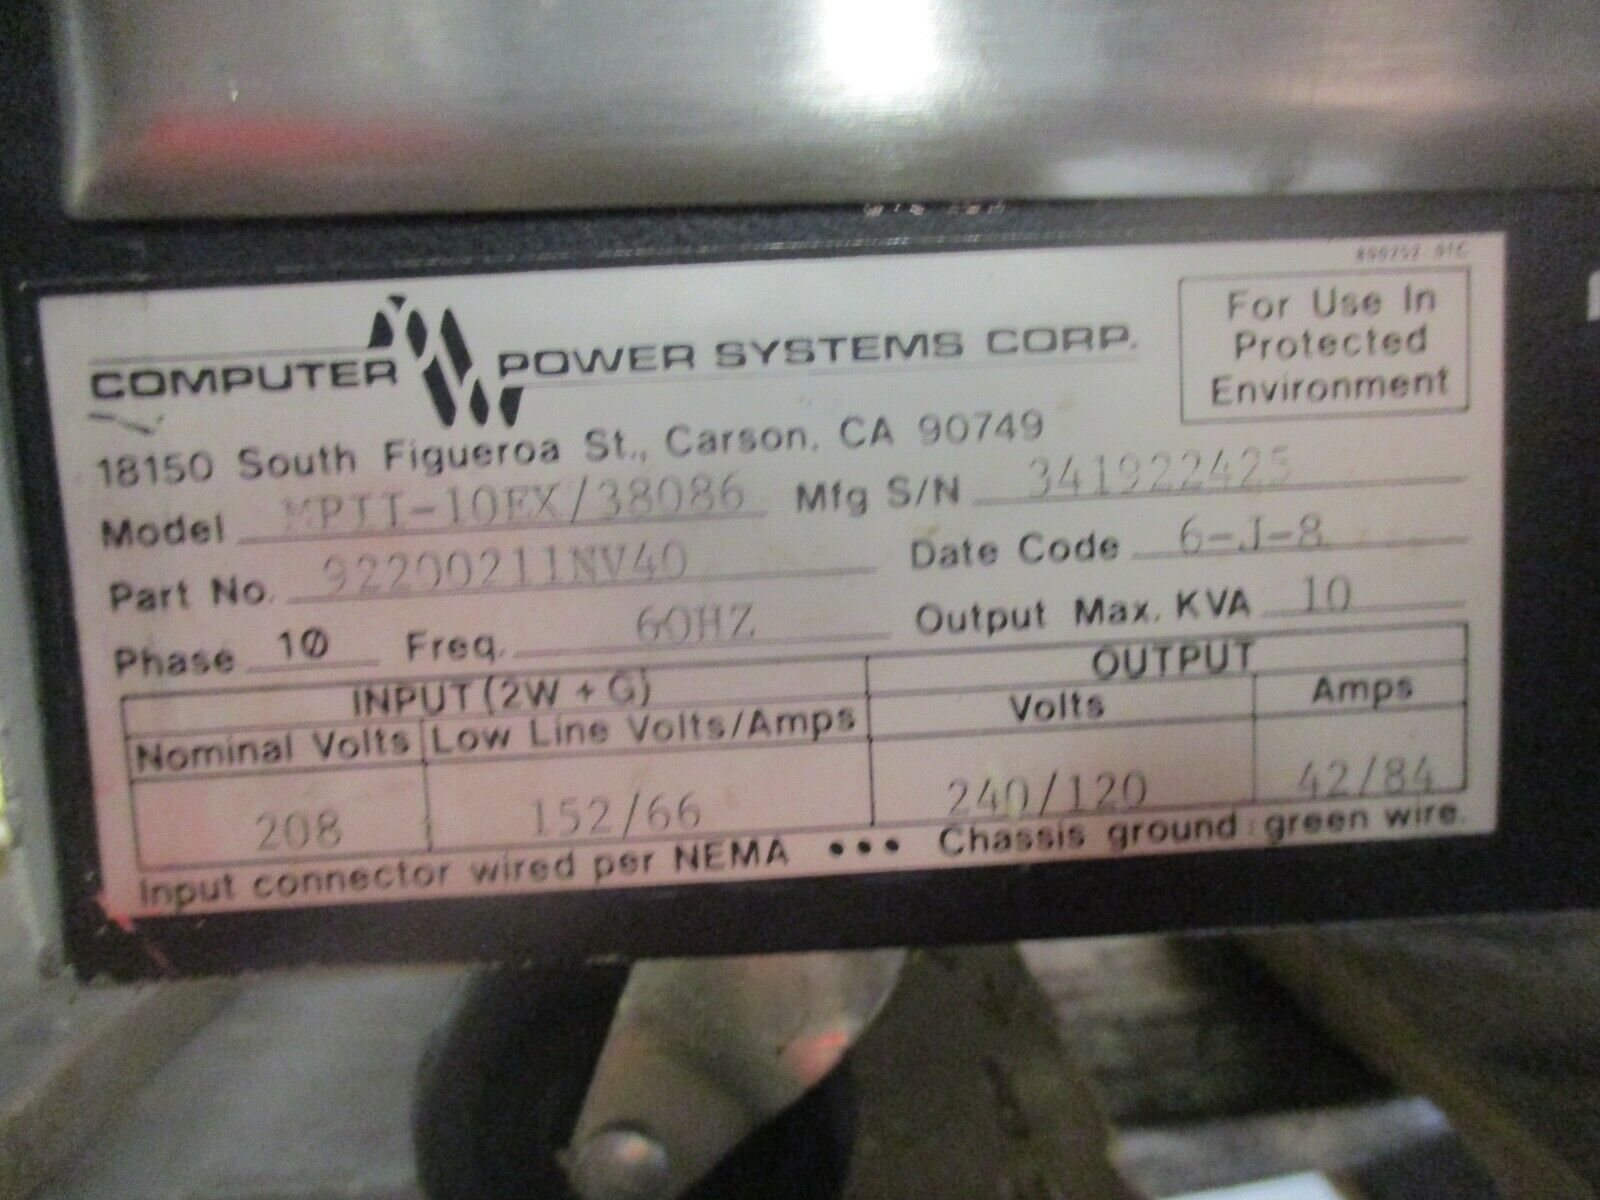 COMPUTER POWER SYSTEMS CORP.
For Use In
Protected
Environment
18150 South Figueroa St., Carson, CA 90749
Model MPII-10EX/38086 Mfg S/N 341922425
Part No. 92200211NV40 Date Code 6-J-8
Phase 1Ø Freq. 60HZ Output Max. KVA 10
INPUT (2W + G) OUTPUT
Nominal Volts Low Line Volts/Amps Volts Amps
208 152/66 240/120 42/84
Input connector wired per NEMA ••• Chassis ground: green wire.